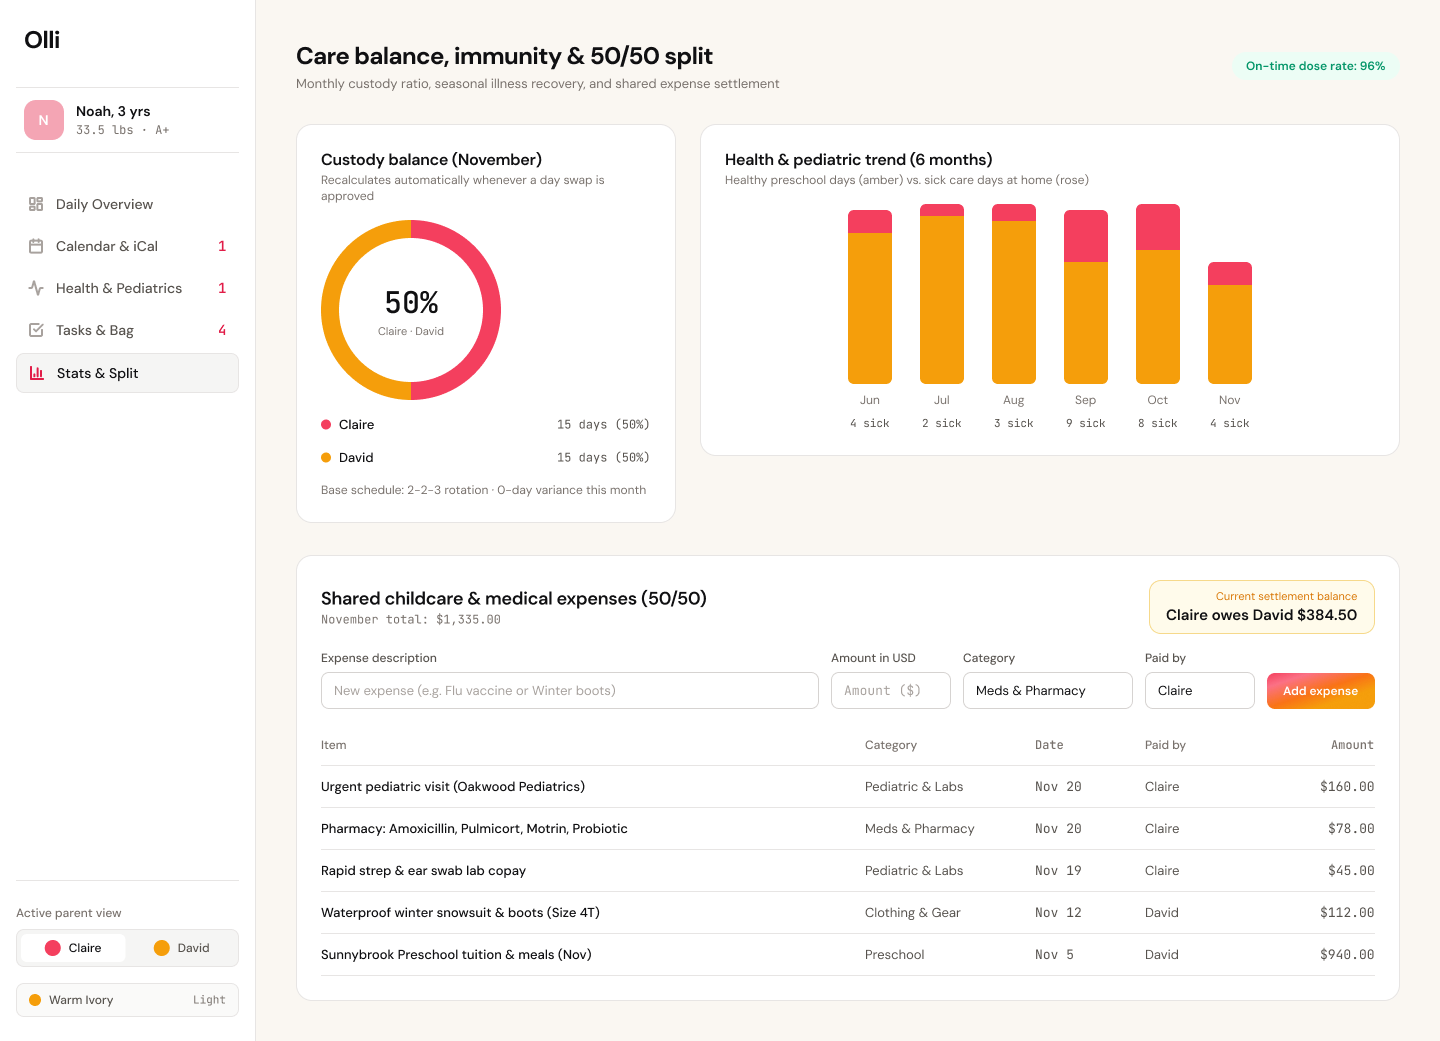 Olli
N
Noah, 3 yrs
33.5 lbs · A+
Daily Overview
Calendar & iCal 1
Health & Pediatrics 1
Tasks & Bag 4
Stats & Split
Active parent view
Claire David
Warm Ivory Light
Care balance, immunity & 50/50 split
Monthly custody ratio, seasonal illness recovery, and shared expense settlement
On-time dose rate: 96%
Custody balance (November)
Recalculates automatically whenever a day swap is
approved
50%
Claire · David
Claire 15 days (50%)
David 15 days (50%)
Base schedule: 2-2-3 rotation · 0-day variance this month
Health & pediatric trend (6 months)
Healthy preschool days (amber) vs. sick care days at home (rose)
Jun Jul Aug Sep Oct Nov
4 sick 2 sick 3 sick 9 sick 8 sick 4 sick
Shared childcare & medical expenses (50/50)
November total: $1,335.00
Current settlement balance
Claire owes David $384.50
Expense description Amount in USD Category Paid by
New expense (e.g. Flu vaccine or Winter boots) Amount ($) Meds & Pharmacy Claire Add expense
Item Category Date Paid by Amount
Urgent pediatric visit (Oakwood Pediatrics) Pediatric & Labs Nov 20 Claire $160.00
Pharmacy: Amoxicillin, Pulmicort, Motrin, Probiotic Meds & Pharmacy Nov 20 Claire $78.00
Rapid strep & ear swab lab copay Pediatric & Labs Nov 19 Claire $45.00
Waterproof winter snowsuit & boots (Size 4T) Clothing & Gear Nov 12 David $112.00
Sunnybrook Preschool tuition & meals (Nov) Preschool Nov 5 David $940.00